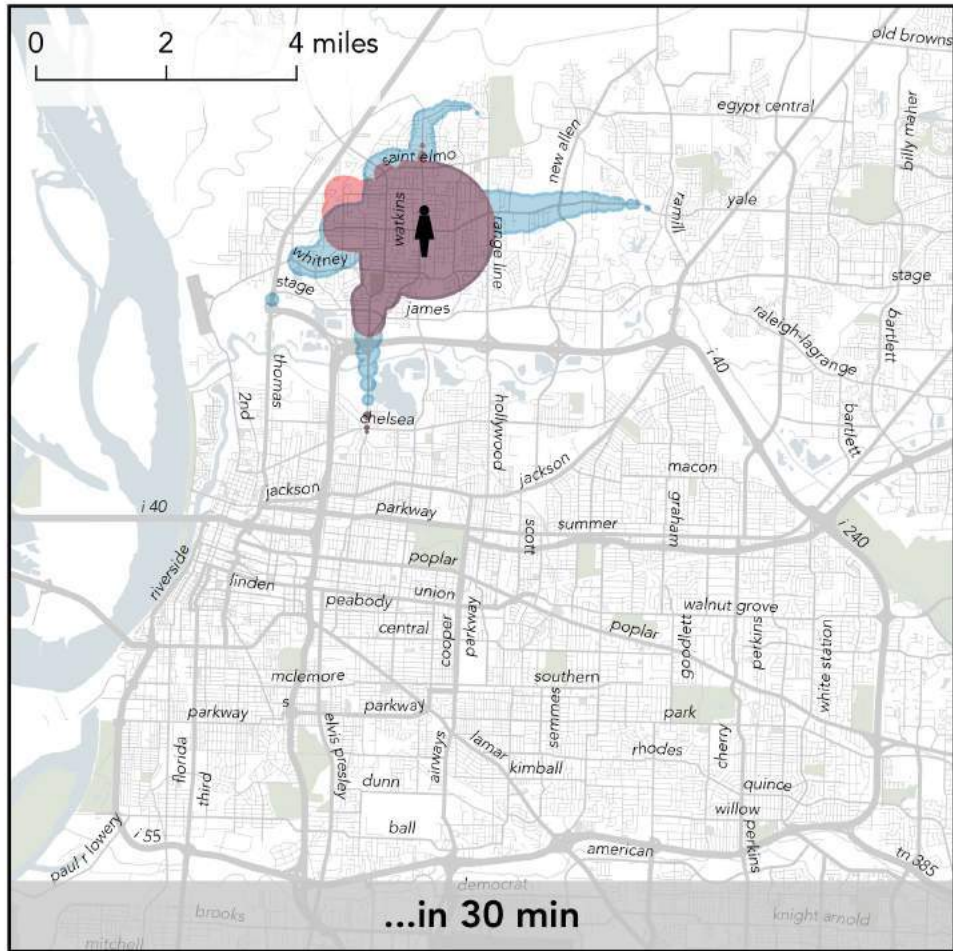 0 2 4 miles
old browns
egypt central
billy maher
new allen
saint elmo
ramill
yale
watkins
range line
whitney
stage
stage
james
bartlett
raleigh-lagrange
i 40
thomas
2nd
chelsea
hollywood
bartlett
jackson
jackson
macon
i 40
parkway
scott
summer
graham
i 240
riverside
poplar
linden
union
peabody
walnut grove
central
cooper
parkway
poplar
goodlett
perkins
white station
mclemore
southern
s
parkway
parkway
semmes
park
florida
third
elvis presley
airways
lamar
rhodes
cherry
kimball
dunn
quince
willow
ball
perkins
paul r lowery
i 55
american
tn 385
democrat
...in 30 min
brooks
knight arnold
mitchell